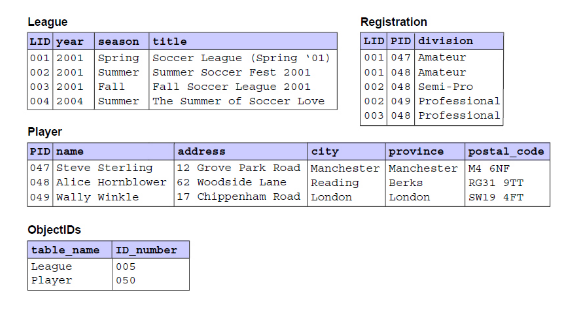 League
LID year season title
001 2001 Spring Soccer League (Spring ‘01)
002 2001 Summer Summer Soccer Fest 2001
003 2001 Fall Fall Soccer League 2001
004 2004 Summer The Summer of Soccer Love
Registration
LID PID division
001 047 Amateur
001 048 Amateur
002 048 Semi-Pro
002 049 Professional
003 048 Professional
Player
PID name address city province postal_code
047 Steve Sterling 12 Grove Park Road Manchester Manchester M4 6NF
048 Alice Hornblower 62 Woodside Lane Reading Berks RG31 9TT
049 Wally Winkle 17 Chippenham Road London London SW19 4FT
ObjectIDs
table_name ID_number
League 005
Player 050